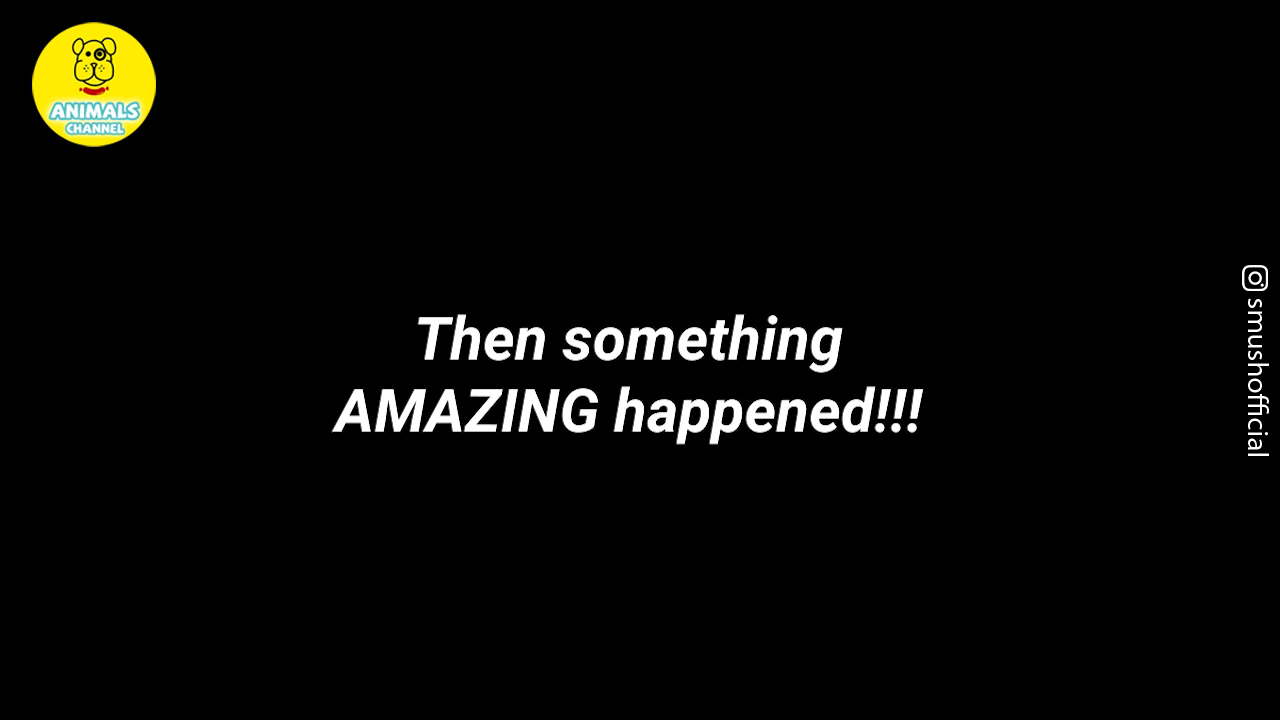 ANIMALS
CHANNEL
Then something
AMAZING happened!!!
smushofficial